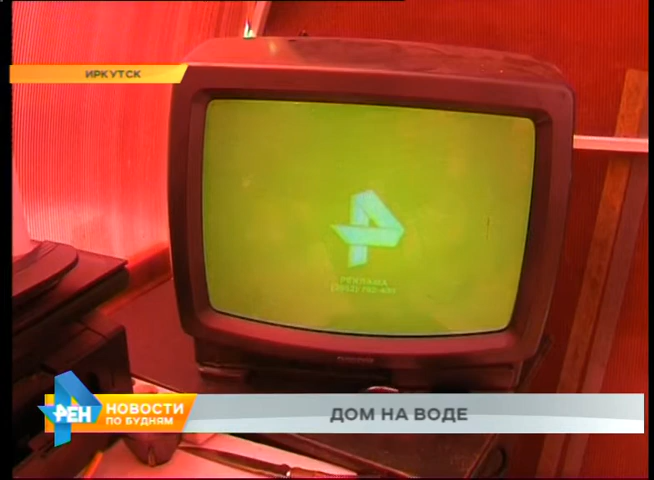 ИРКУТСК
РЕКЛАМА
РЕН
НОВОСТИ
ПО БУДНЯМ
ДОМ НА ВОДЕ